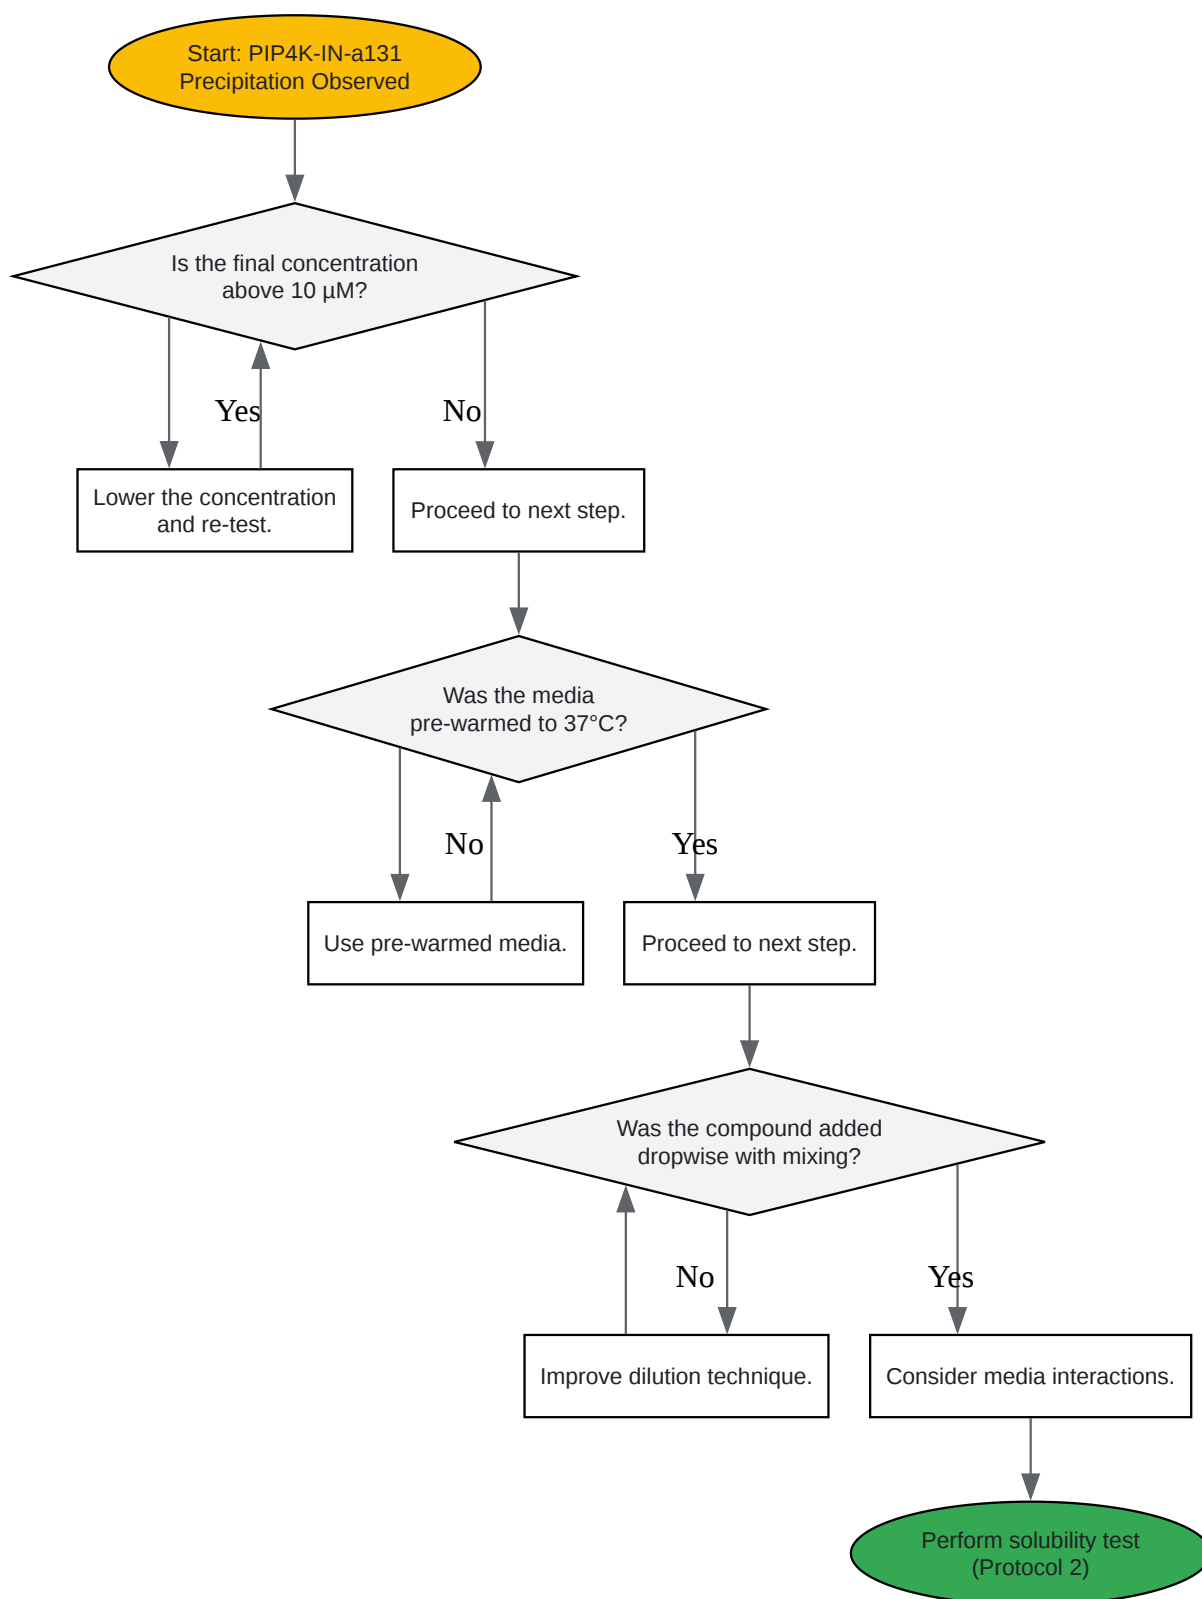 Start: PIP4K-IN-a131
Precipitation Observed
Is the final concentration
above 10 µM?
Yes
No
Lower the concentration
and re-test.
Proceed to next step.
Was the media
pre-warmed to 37°C?
No
Yes
Use pre-warmed media.
Proceed to next step.
Was the compound added
dropwise with mixing?
No
Yes
Improve dilution technique.
Consider media interactions.
Perform solubility test
(Protocol 2)